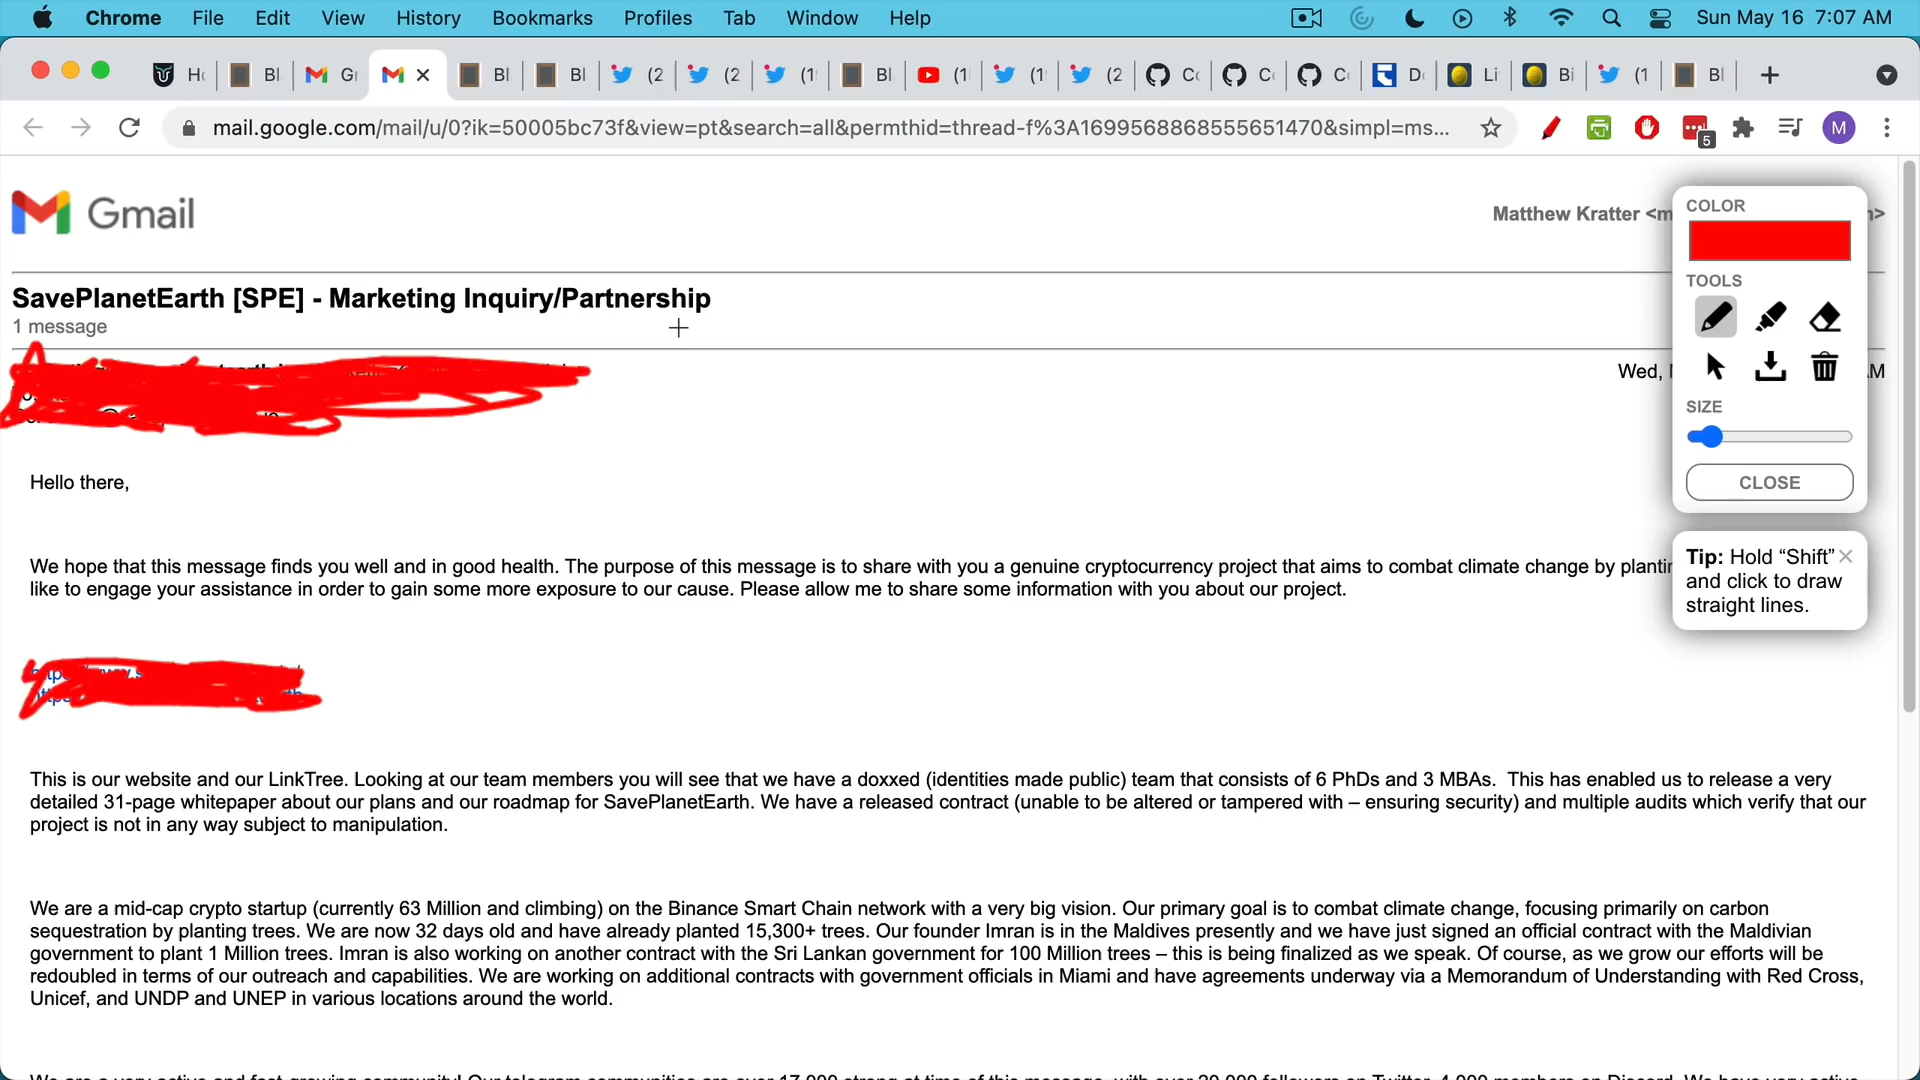 Chrome File Edit View History Bookmarks Profiles Tab Window Help Sun May 16 7:07 AM
Bl Gr Bl Bl (2 (2 (1 Bl (1 (1 (2 Li Bi (1 Bl
mail.google.com/mail/u/0?ik=50005bc73f&view=pt&search=all&permthid=thread-f%3A1699568868555651470&simpl=ms... 5 M
Gmail
Matthew Kratter
COLOR
TOOLS
SIZE
CLOSE
Tip: Hold “Shift”
and click to draw
straight lines.
SavePlanetEarth [SPE] - Marketing Inquiry/Partnership
1 message
Wed,
Hello there,
We hope that this message finds you well and in good health. The purpose of this message is to share with you a genuine cryptocurrency project that aims to combat climate change by
like to engage your assistance in order to gain some more exposure to our cause. Please allow me to share some information with you about our project.
This is our website and our LinkTree. Looking at our team members you will see that we have a doxxed (identities made public) team that consists of 6 PhDs and 3 MBAs. This has enabled us to release a very
detailed 31-page whitepaper about our plans and our roadmap for SavePlanetEarth. We have a released contract (unable to be altered or tampered with – ensuring security) and multiple audits which verify that our
project is not in any way subject to manipulation.
We are a mid-cap crypto startup (currently 63 Million and climbing) on the Binance Smart Chain network with a very big vision. Our primary goal is to combat climate change, focusing primarily on carbon
sequestration by planting trees. We are now 32 days old and have already planted 15,300+ trees. Our founder Imran is in the Maldives presently and we have just signed an official contract with the Maldivian
government to plant 1 Million trees. Imran is also working on another contract with the Sri Lankan government for 100 Million trees – this is being finalized as we speak. Of course, as we grow our efforts will be
redoubled in terms of our outreach and capabilities. We are working on additional contracts with government officials in Miami and have agreements underway via a Memorandum of Understanding with Red Cross,
Unicef, and UNDP and UNEP in various locations around the world.